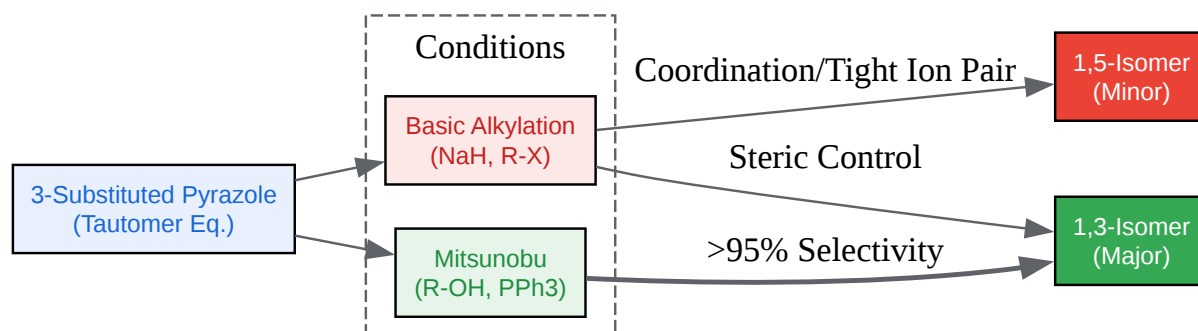 Conditions
3-Substituted Pyrazole
(Tautomer Eq.)
Basic Alkylation
(NaH, R-X)
Mitsunobu
(R-OH, PPh3)
Coordination/Tight Ion Pair
Steric Control
>95% Selectivity
1,5-Isomer
(Minor)
1,3-Isomer
(Major)